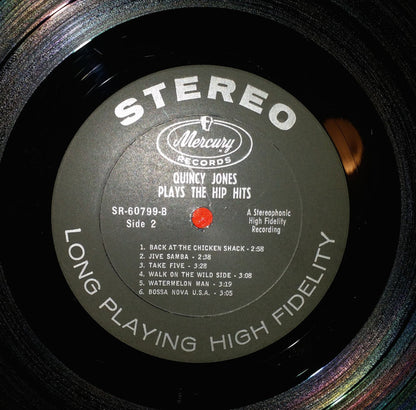 STEREO
Mercury
RECORDS
QUINCY JONES
PLAYS THE HIP HITS
SR-60799-B
Side 2
A Stereophonic
High Fidelity
Recording
1. BACK AT THE CHICKEN SHACK - 2:58
2. JIVE SAMBA - 2:38
3. TAKE FIVE - 3:28
4. WALK ON THE WILD SIDE - 3:08
5. WATERMELON MAN - 3:19
6. BOSSA NOVA U.S.A. - 3:05
LONG PLAYING HIGH FIDELITY